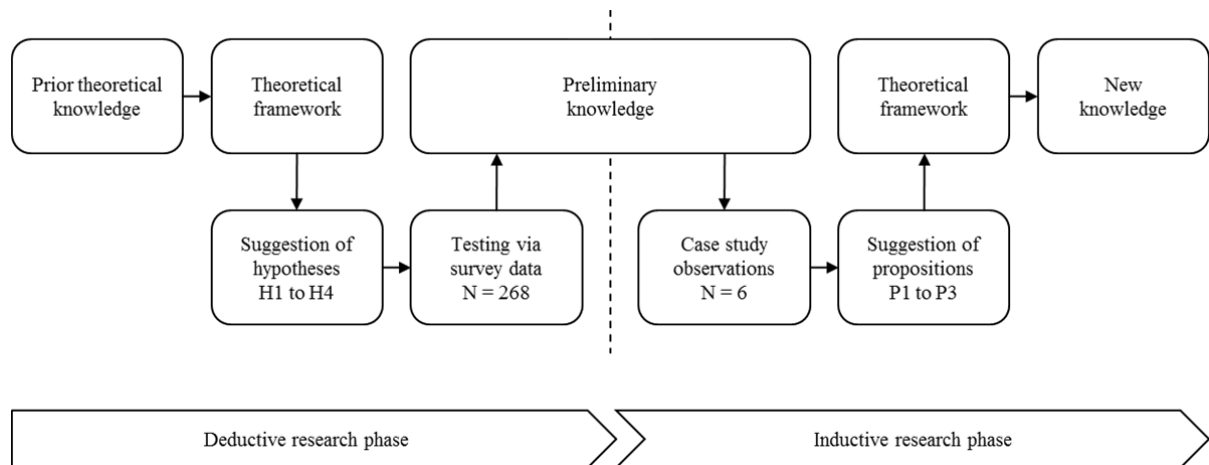 Prior theoretical
knowledge
Theoretical
framework
Preliminary
knowledge
Theoretical
framework
New
knowledge
Suggestion of
hypotheses
H1 to H4
Testing via
survey data
N = 268
Case study
observations
N = 6
Suggestion of
propositions
P1 to P3
Deductive research phase
Inductive research phase